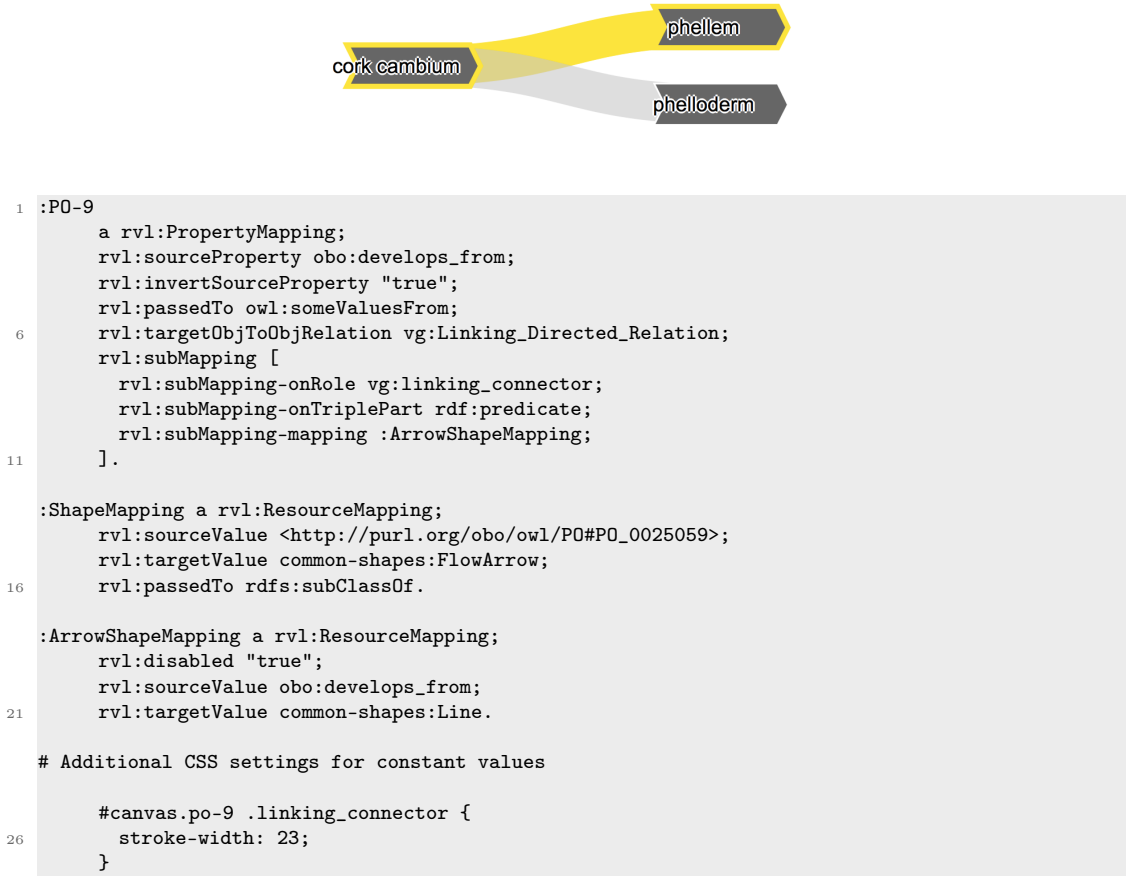 phellem
cork cambium
phelloderm
1 :PO-9
a rvl:PropertyMapping;
rvl:sourceProperty obo:develops_from;
rvl:invertSourceProperty "true";
rvl:passedTo owl:someValuesFrom;
6 rvl:targetObjToObjRelation vg:Linking_Directed_Relation;
rvl:subMapping [
rvl:subMapping-onRole vg:linking_connector;
rvl:subMapping-onTriplePart rdf:predicate;
rvl:subMapping-mapping :ArrowShapeMapping;
11 ].
:ShapeMapping a rvl:ResourceMapping;
rvl:sourceValue <http://purl.org/obo/owl/PO#PO_0025059>;
rvl:targetValue common-shapes:FlowArrow;
16 rvl:passedTo rdfs:subClassOf.
:ArrowShapeMapping a rvl:ResourceMapping;
rvl:disabled "true";
rvl:sourceValue obo:develops_from;
21 rvl:targetValue common-shapes:Line.
# Additional CSS settings for constant values
#canvas.po-9 .linking_connector {
26 stroke-width: 23;
}